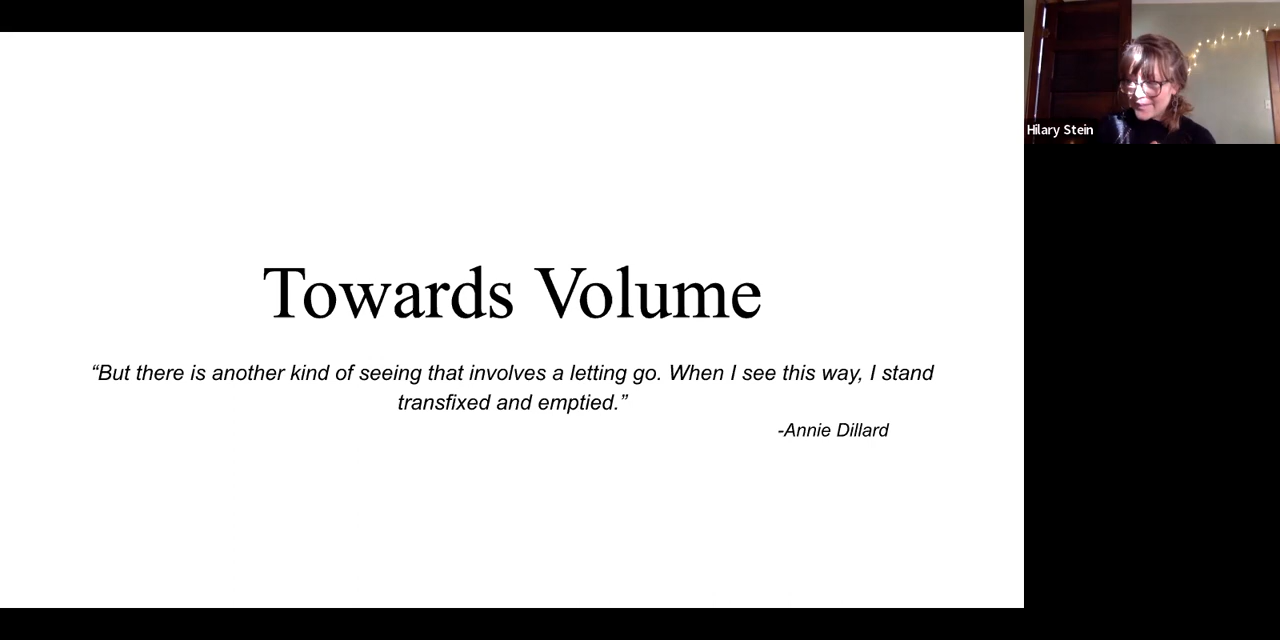 Towards Volume
“But there is another kind of seeing that involves a letting go. When I see this way, I stand
transfixed and emptied.”
-Annie Dillard
Hilary Stein